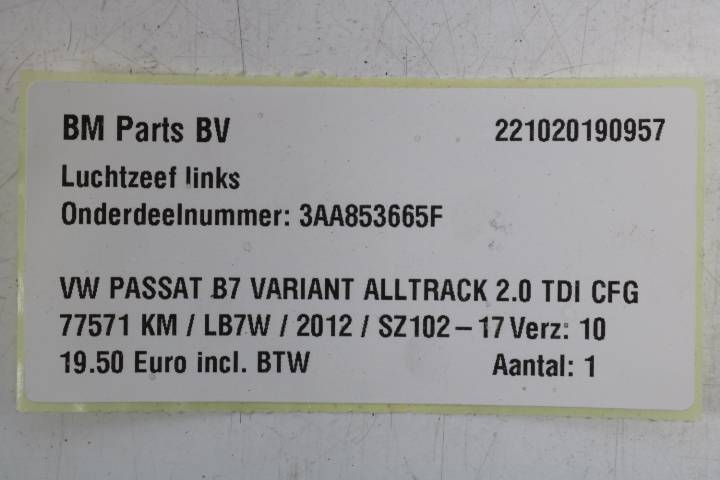 BM Parts BV 221020190957
Luchtzeef links
Onderdeelnummer: 3AA853665F
VW PASSAT B7 VARIANT ALLTRACK 2.0 TDI CFG
77571 KM / LB7W / 2012 / SZ102-17 Verz: 10
19.50 Euro incl. BTW Aantal: 1